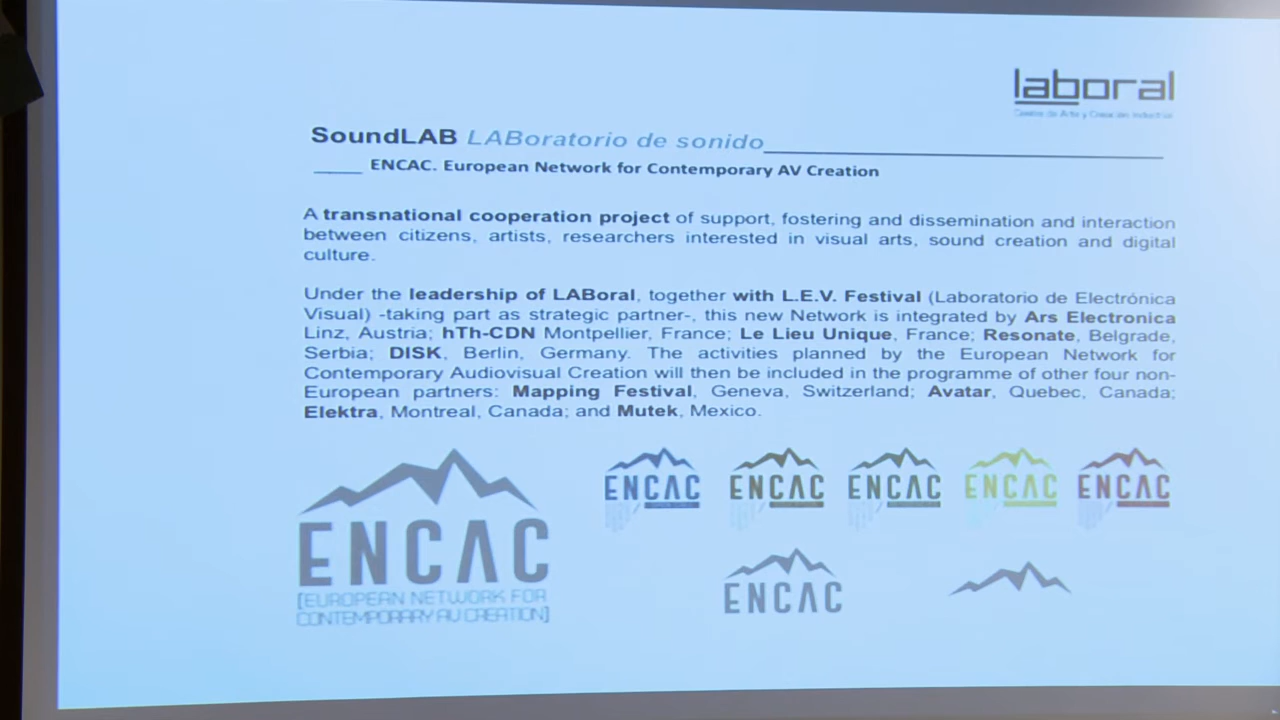 laboral
Centro de Arte y Creación Industrial
SoundLAB LABoratorio de sonido
ENCAC. European Network for Contemporary AV Creation
A transnational cooperation project of support, fostering and dissemination and interaction
between citizens, artists, researchers interested in visual arts, sound creation and digital
culture.
Under the leadership of LABoral, together with L.E.V. Festival (Laboratorio de Electrónica
Visual) -taking part as strategic partner-, this new Network is integrated by Ars Electronica
Linz, Austria; hTh-CDN Montpellier, France; Le Lieu Unique, France; Resonate, Belgrade,
Serbia; DISK, Berlin, Germany. The activities planned by the European Network for
Contemporary Audiovisual Creation will then be included in the programme of other four non-
European partners: Mapping Festival, Geneva, Switzerland; Avatar, Quebec, Canada;
Elektra, Montreal, Canada; and Mutek, Mexico.
ENCAC
[EUROPEAN NETWORK FOR
CONTEMPORARY AU CREATION]
ENCAC
ENCAC
ENCAC
ENCAC
ENCAC
ENCAC